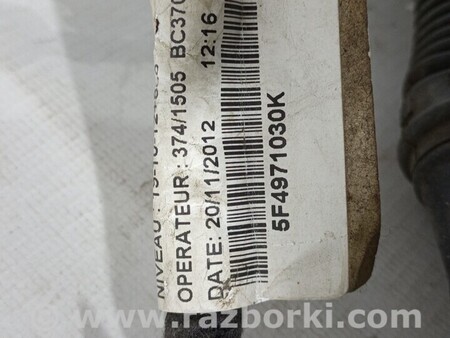 NIVEAU :
OPERATEUR : 374/1505 BC370
DATE: 20/11/2012 12:16
5F4971030K
www.razborki.com